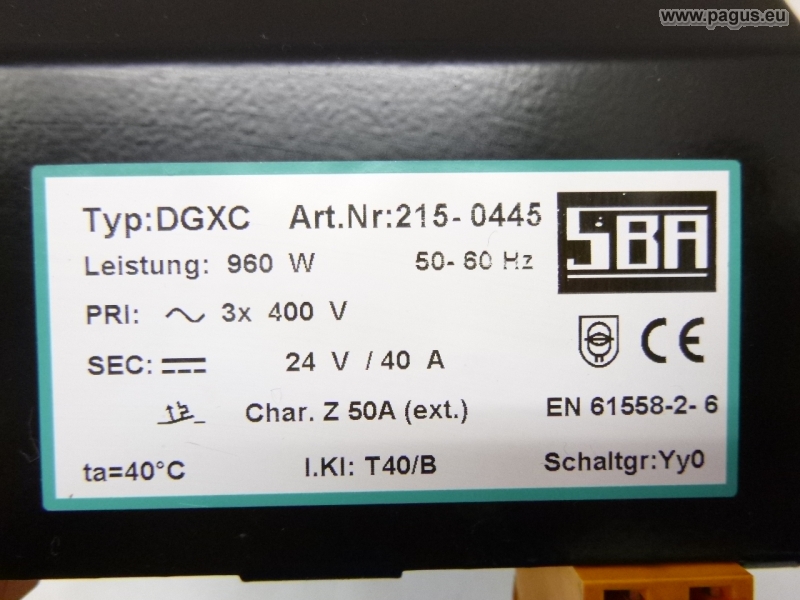 www.pagus.eu
Typ:DGXC Art.Nr:215-0445
SBA
Leistung: 960 W 50-60 Hz
PRI: ~ 3x 400 V
CE
SEC: 24 V / 40 A
Char. Z 50A (ext.) EN 61558-2-6
ta=40°C I.Kl: T40/B Schaltgr:Yy0